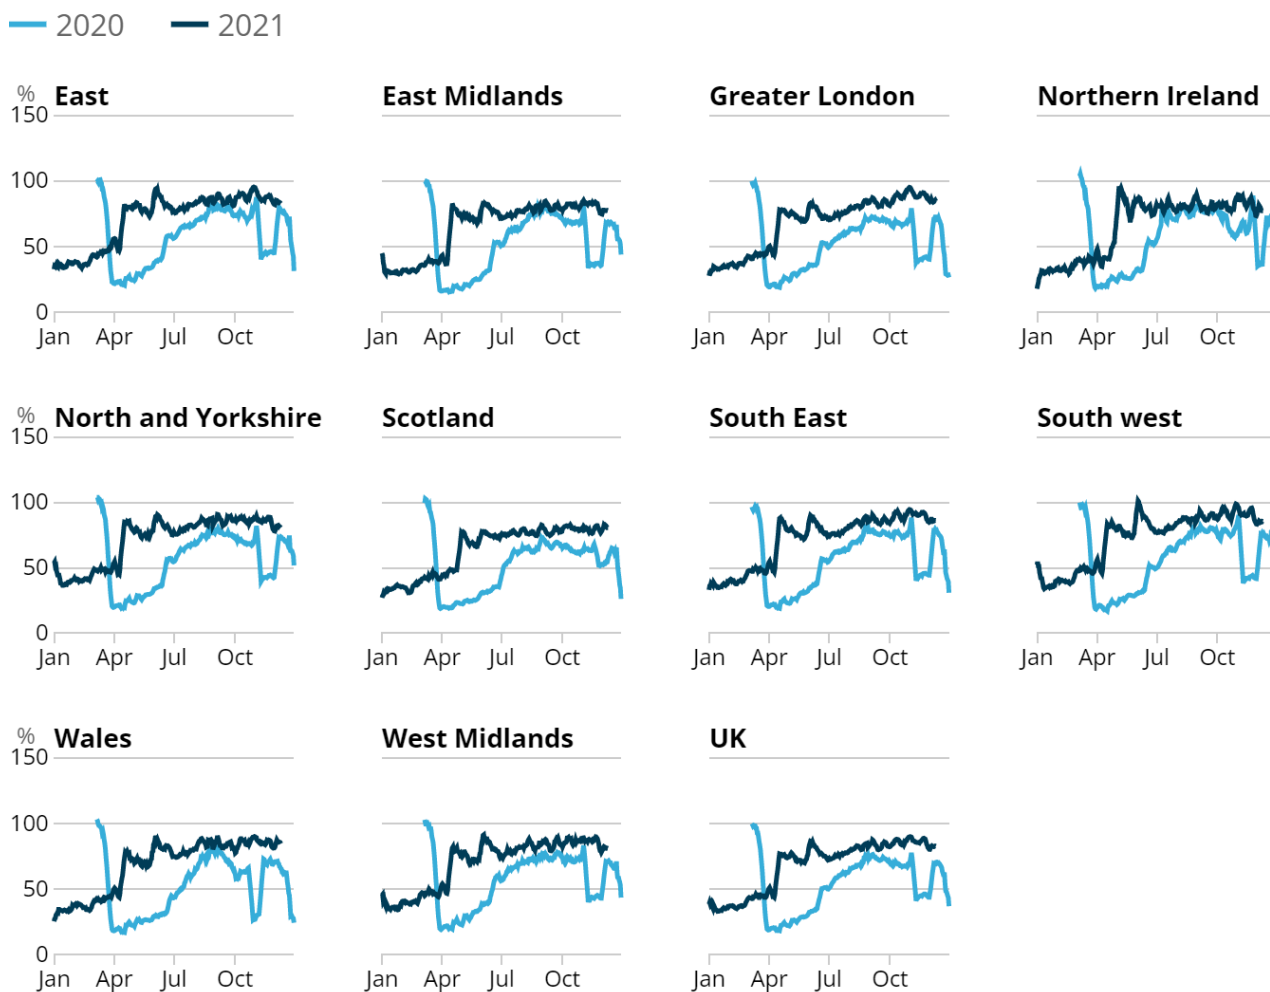 2020 2021
% East East Midlands Greater London Northern Ireland
150
100
50
0
Jan Apr Jul Oct Jan Apr Jul Oct Jan Apr Jul Oct Jan Apr Jul Oct
% North and Yorkshire Scotland South East South west
150
100
50
0
Jan Apr Jul Oct Jan Apr Jul Oct Jan Apr Jul Oct Jan Apr Jul Oct
% Wales West Midlands UK
150
100
50
0
Jan Apr Jul Oct Jan Apr Jul Oct Jan Apr Jul Oct